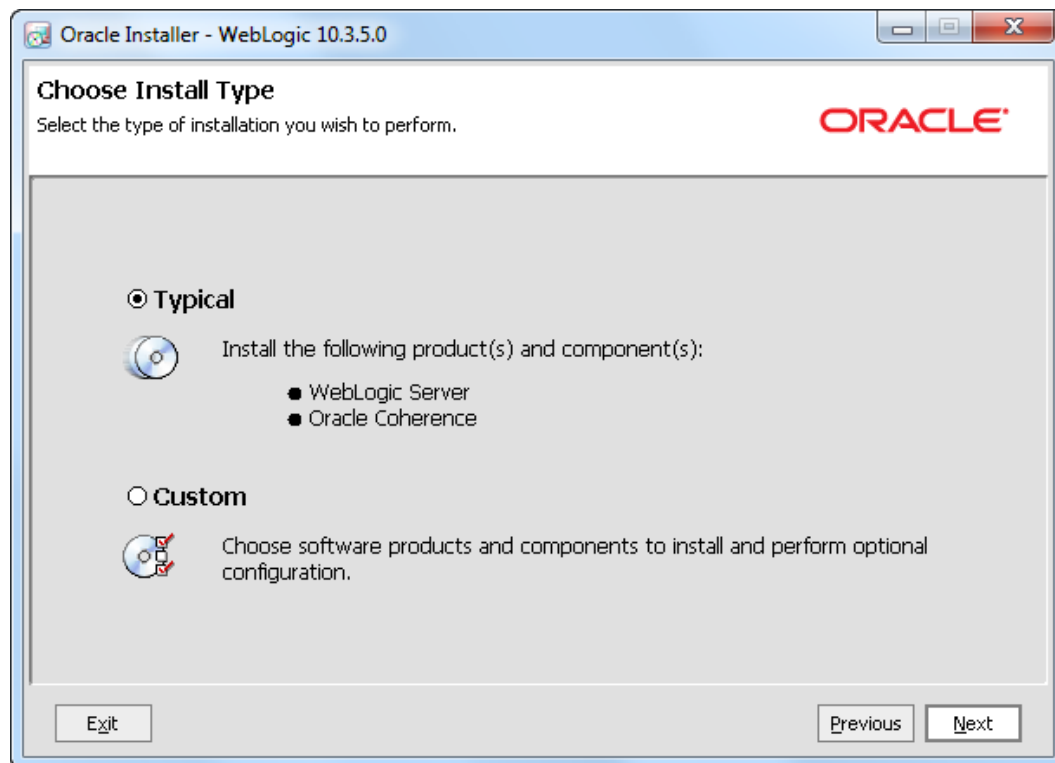 Oracle Installer - WebLogic 10.3.5.0
Choose Install Type
Select the type of installation you wish to perform.
ORACLE
Typical
Install the following product(s) and component(s):
WebLogic Server
Oracle Coherence
Custom
Choose software products and components to install and perform optional
configuration.
Exit
Previous
Next